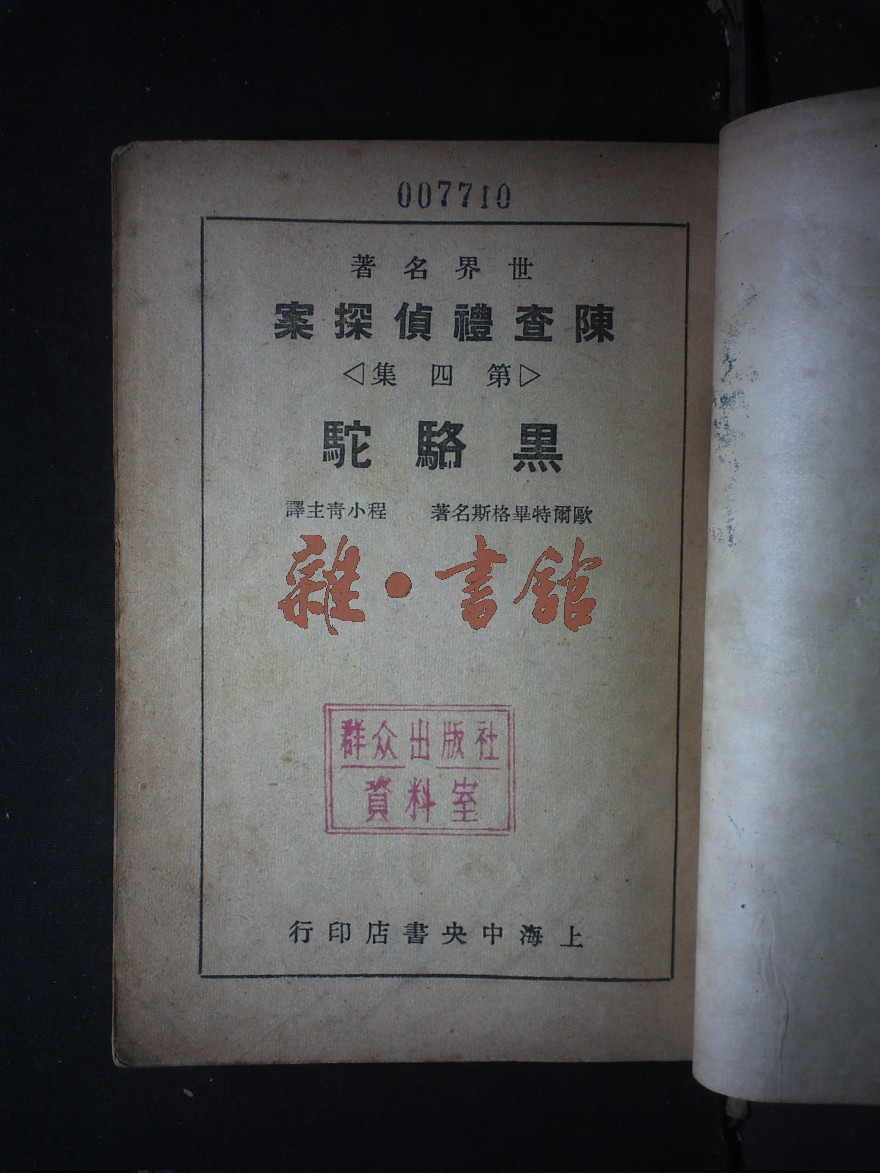 007710
世界名著
陳查禮偵探案
▷第四集◁
黑駱駝
歐爾特畢格斯名著　程小青主譯
雜·書館
群众出版社
資料室
上海中央書店印行